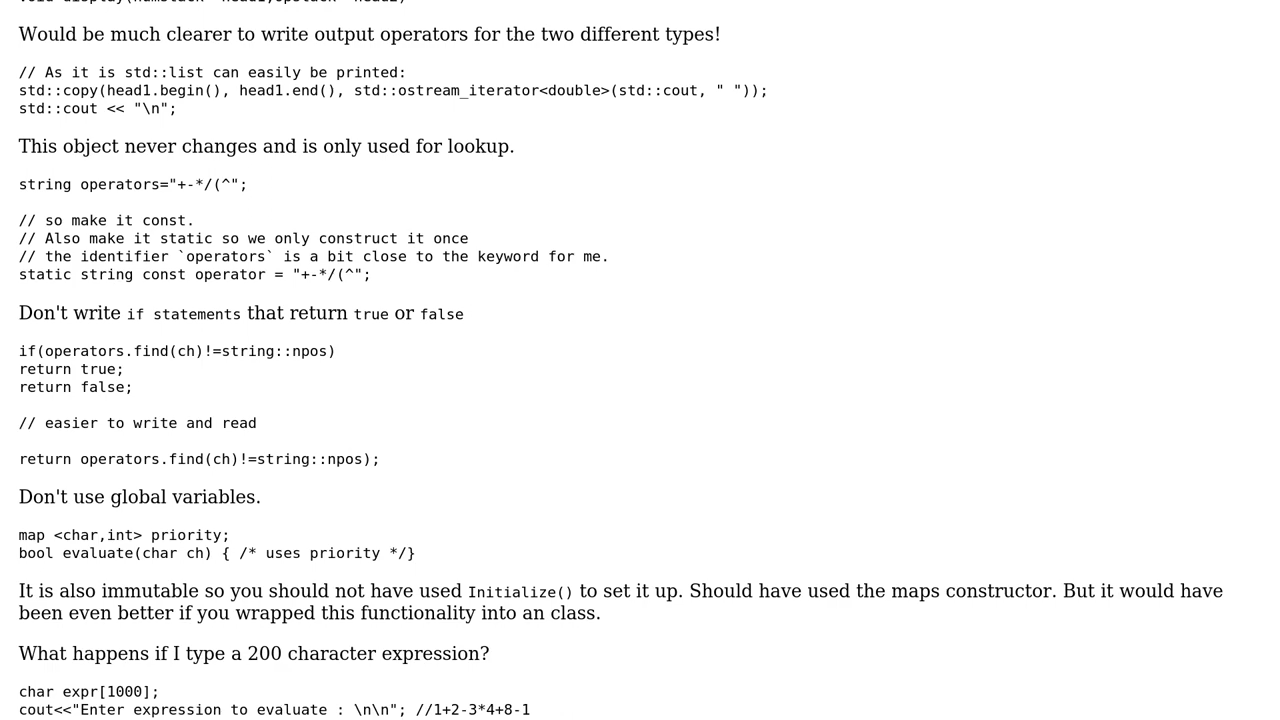 Would be much clearer to write output operators for the two different types!
// As it is std::list can easily be printed:
std::copy(head1.begin(), head1.end(), std::ostream_iterator<double>(std::cout, " "));
std::cout << "\n";
This object never changes and is only used for lookup.
string operators="+-*/(^";
// so make it const.
// Also make it static so we only construct it once
// the identifier `operators` is a bit close to the keyword for me.
static string const operator = "+-*/(^";
Don't write if statements that return true or false
if(operators.find(ch)!=string::npos)
return true;
return false;
// easier to write and read
return operators.find(ch)!=string::npos);
Don't use global variables.
map <char,int> priority;
bool evaluate(char ch) { /* uses priority */}
It is also immutable so you should not have used Initialize() to set it up. Should have used the maps constructor. But it would have
been even better if you wrapped this functionality into an class.
What happens if I type a 200 character expression?
char expr[1000];
cout<<"Enter expression to evaluate : \n\n"; //1+2-3*4+8-1